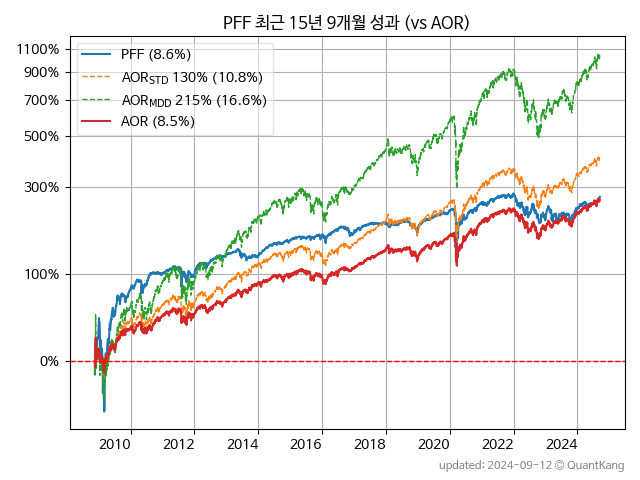 PFF 최근 15년 9개월 성과 (vs AOR)
1100%
900%
700%
500%
300%
100%
0%
PFF (8.6%)
AOR_STD 130% (10.8%)
AOR_MDD 215% (16.6%)
AOR (8.5%)
2010 2012 2014 2016 2018 2020 2022 2024
updated: 2024-09-12 © QuantKang